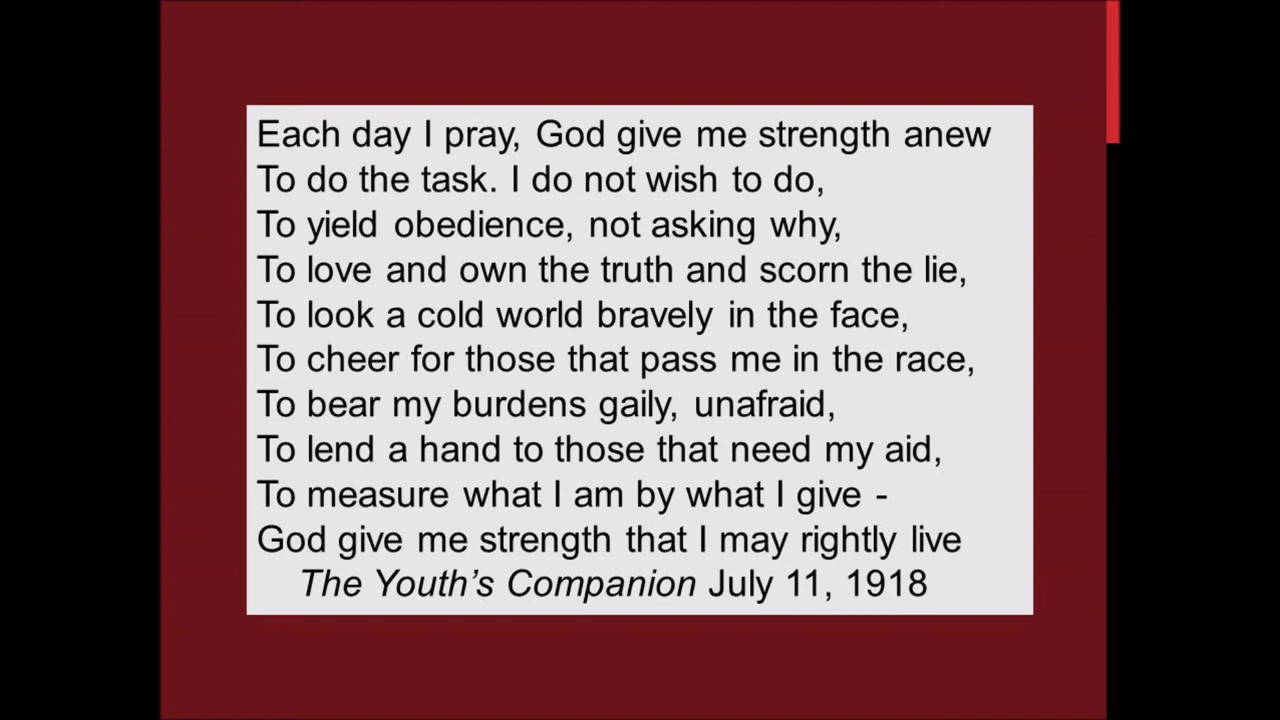 Each day I pray, God give me strength anew
To do the task. I do not wish to do,
To yield obedience, not asking why,
To love and own the truth and scorn the lie,
To look a cold world bravely in the face,
To cheer for those that pass me in the race,
To bear my burdens gaily, unafraid,
To lend a hand to those that need my aid,
To measure what I am by what I give -
God give me strength that I may rightly live
The Youth’s Companion July 11, 1918